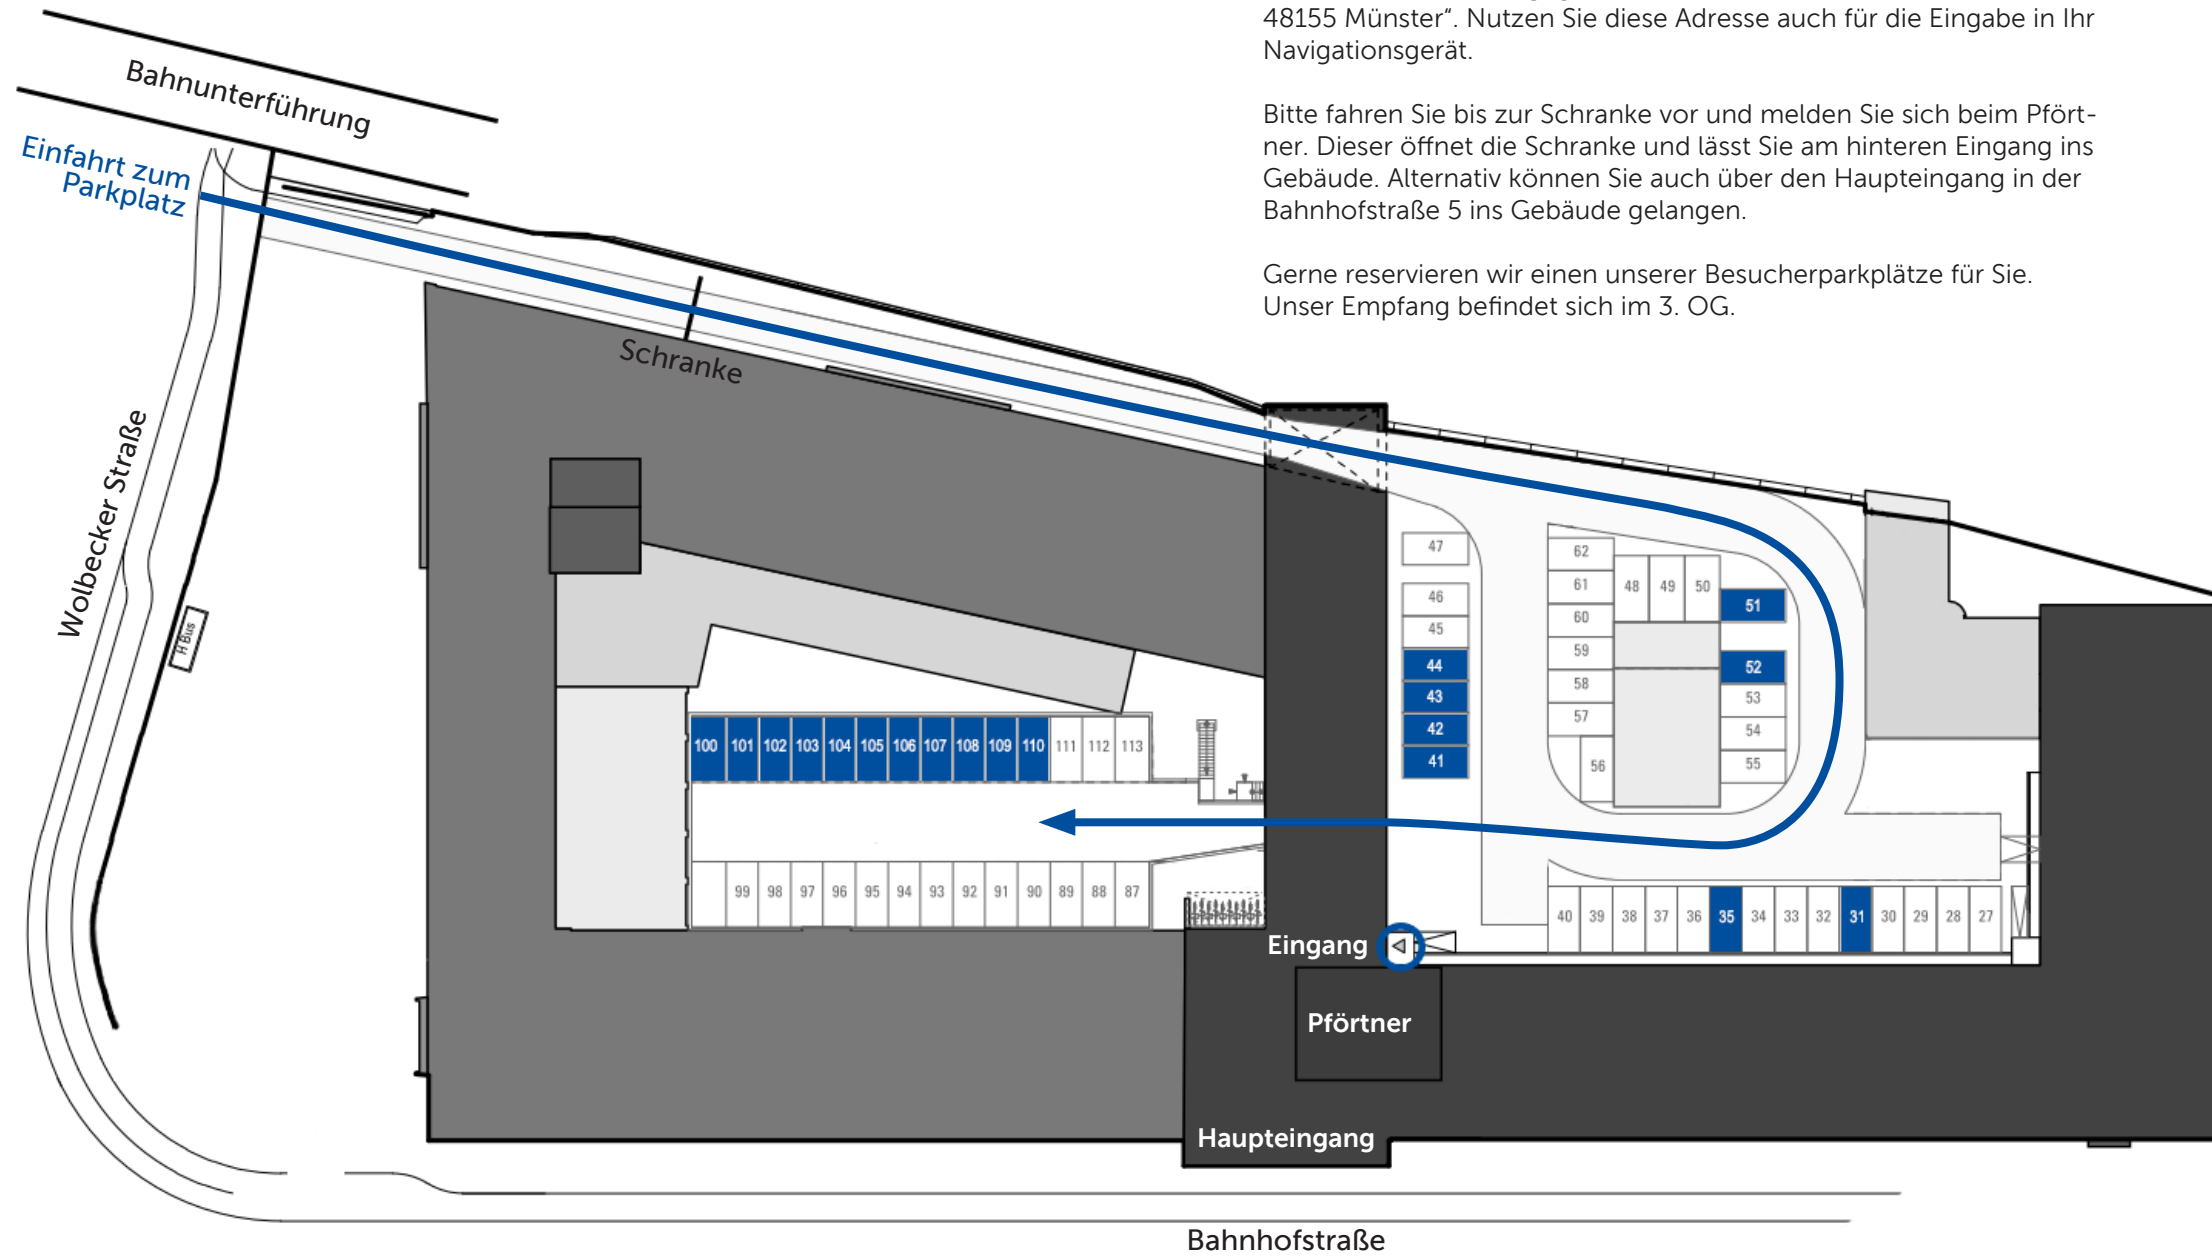 48155 Münster“. Nutzen Sie diese Adresse auch für die Eingabe in Ihr
Navigationsgerät.
Bitte fahren Sie bis zur Schranke vor und melden Sie sich beim Pfört-
ner. Dieser öffnet die Schranke und lässt Sie am hinteren Eingang ins
Gebäude. Alternativ können Sie auch über den Haupteingang in der
Bahnhofstraße 5 ins Gebäude gelangen.
Gerne reservieren wir einen unserer Besucherparkplätze für Sie.
Unser Empfang befindet sich im 3. OG.
Bahnunterführung
Einfahrt zum
Parkplatz
Schranke
Wolbecker Straße
H Bus
47
46
45
44
43
42
41
62
61
60
59
58
57
56
48 49 50
51
52
53
54
55
100 101 102 103 104 105 106 107 108 109 110 111 112 113
99 98 97 96 95 94 93 92 91 90 89 88 87
40 39 38 37 36 35 34 33 32 31 30 29 28 27
Eingang
Pförtner
Haupteingang
Bahnhofstraße